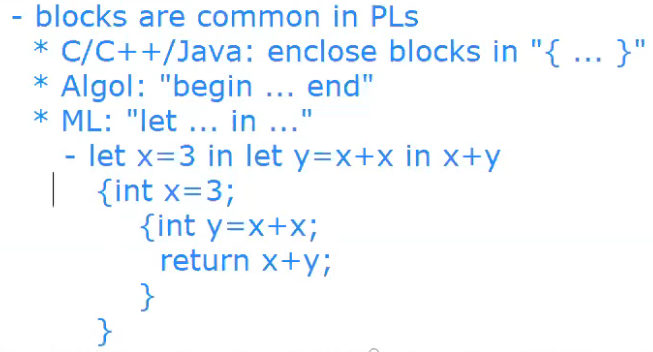 - blocks are common in PLs
* C/C++/Java: enclose blocks in "{ ... }"
* Algol: "begin ... end"
* ML: "let ... in ..."
- let x=3 in let y=x+x in x+y
{int x=3;
{int y=x+x;
return x+y;
}
}